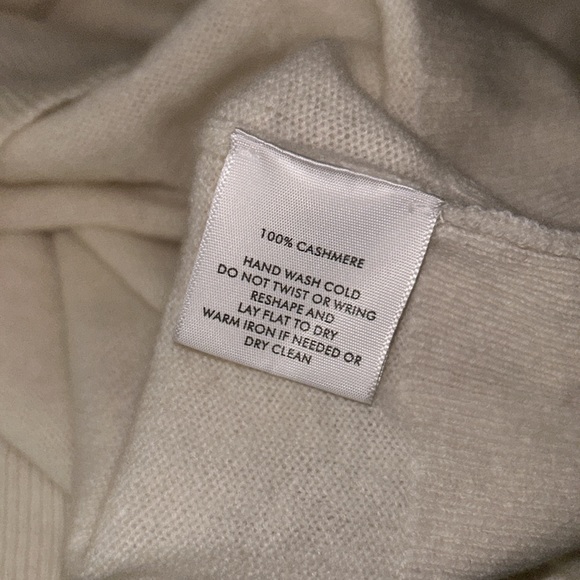 100% CASHMERE
HAND WASH COLD
DO NOT TWIST OR WRING
RESHAPE AND
LAY FLAT TO DRY
WARM IRON IF NEEDED OR
DRY CLEAN